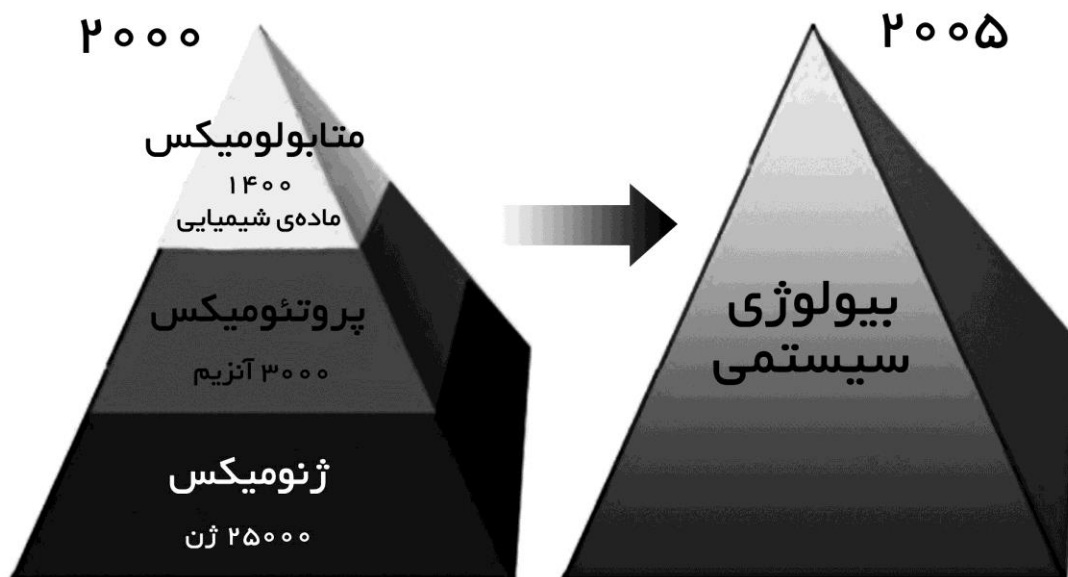 ۲۰۰۰
متابولومیکس
۱۴۰۰
ماده‌ی شیمیایی
پروتئومیکس
۳۰۰۰ آنزیم
ژنومیکس
۲۵۰۰۰ ژن
۲۰۰۵
بیولوژی
سیستمی